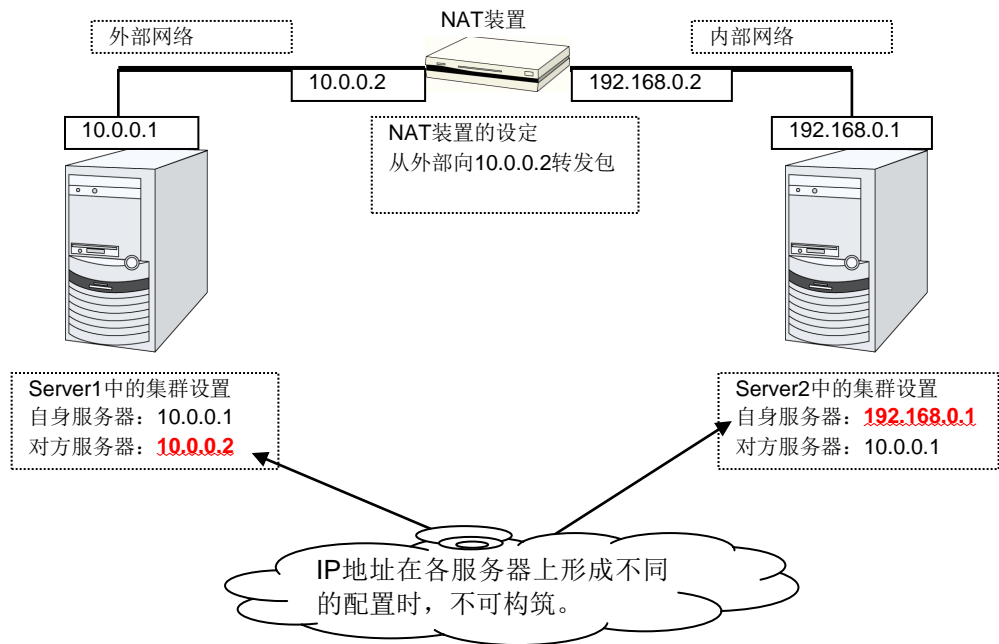 NAT装置
外部网络
内部网络
10.0.0.2
192.168.0.2
10.0.0.1
192.168.0.1
NAT装置的设定
从外部向10.0.0.2转发包
Server1中的集群设置
自身服务器：10.0.0.1
对方服务器：10.0.0.2
Server2中的集群设置
自身服务器：192.168.0.1
对方服务器：10.0.0.1
IP地址在各服务器上形成不同
的配置时，不可构筑。